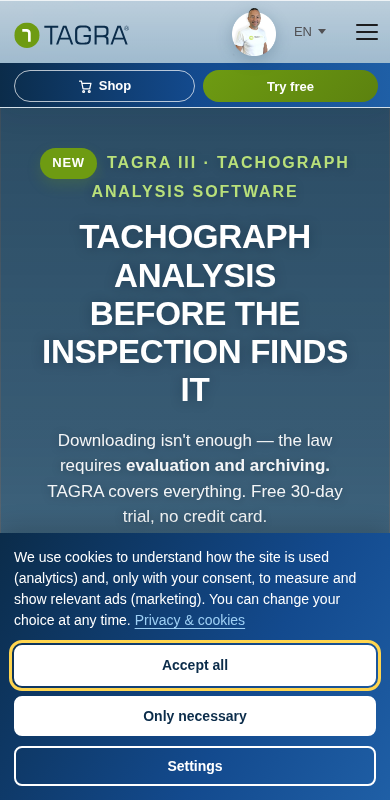 TAGRA®
EN
Shop
Try free
NEW TAGRA III · TACHOGRAPH
ANALYSIS SOFTWARE
TACHOGRAPH
ANALYSIS
BEFORE THE
INSPECTION FINDS
IT
Downloading isn't enough — the law
requires evaluation and archiving.
TAGRA covers everything. Free 30-day
trial, no credit card.
We use cookies to understand how the site is used
(analytics) and, only with your consent, to measure and
show relevant ads (marketing). You can change your
choice at any time. Privacy & cookies
Accept all
Only necessary
Settings